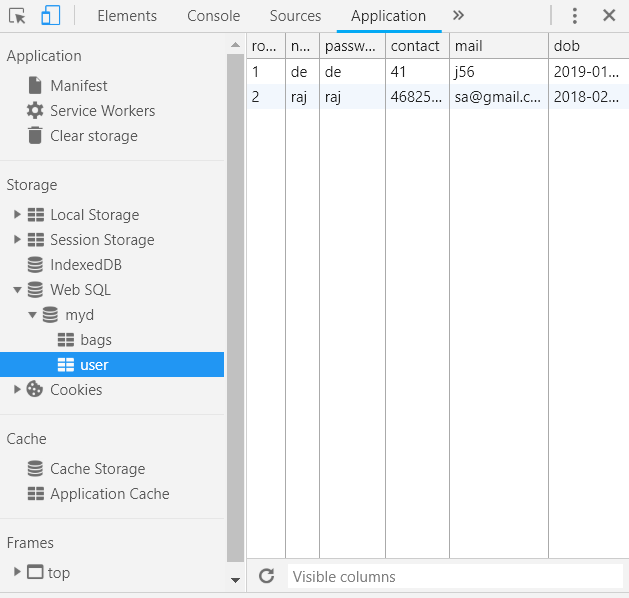 Elements Console Sources Application »
Application
Manifest
Service Workers
Clear storage
Storage
Local Storage
Session Storage
IndexedDB
Web SQL
myd
bags
user
Cookies
Cache
Cache Storage
Application Cache
Frames
top
ro... n... passw... contact mail dob
1 de de 41 j56 2019-01...
2 raj raj 46825... sa@gmail.c... 2018-02...
Visible columns